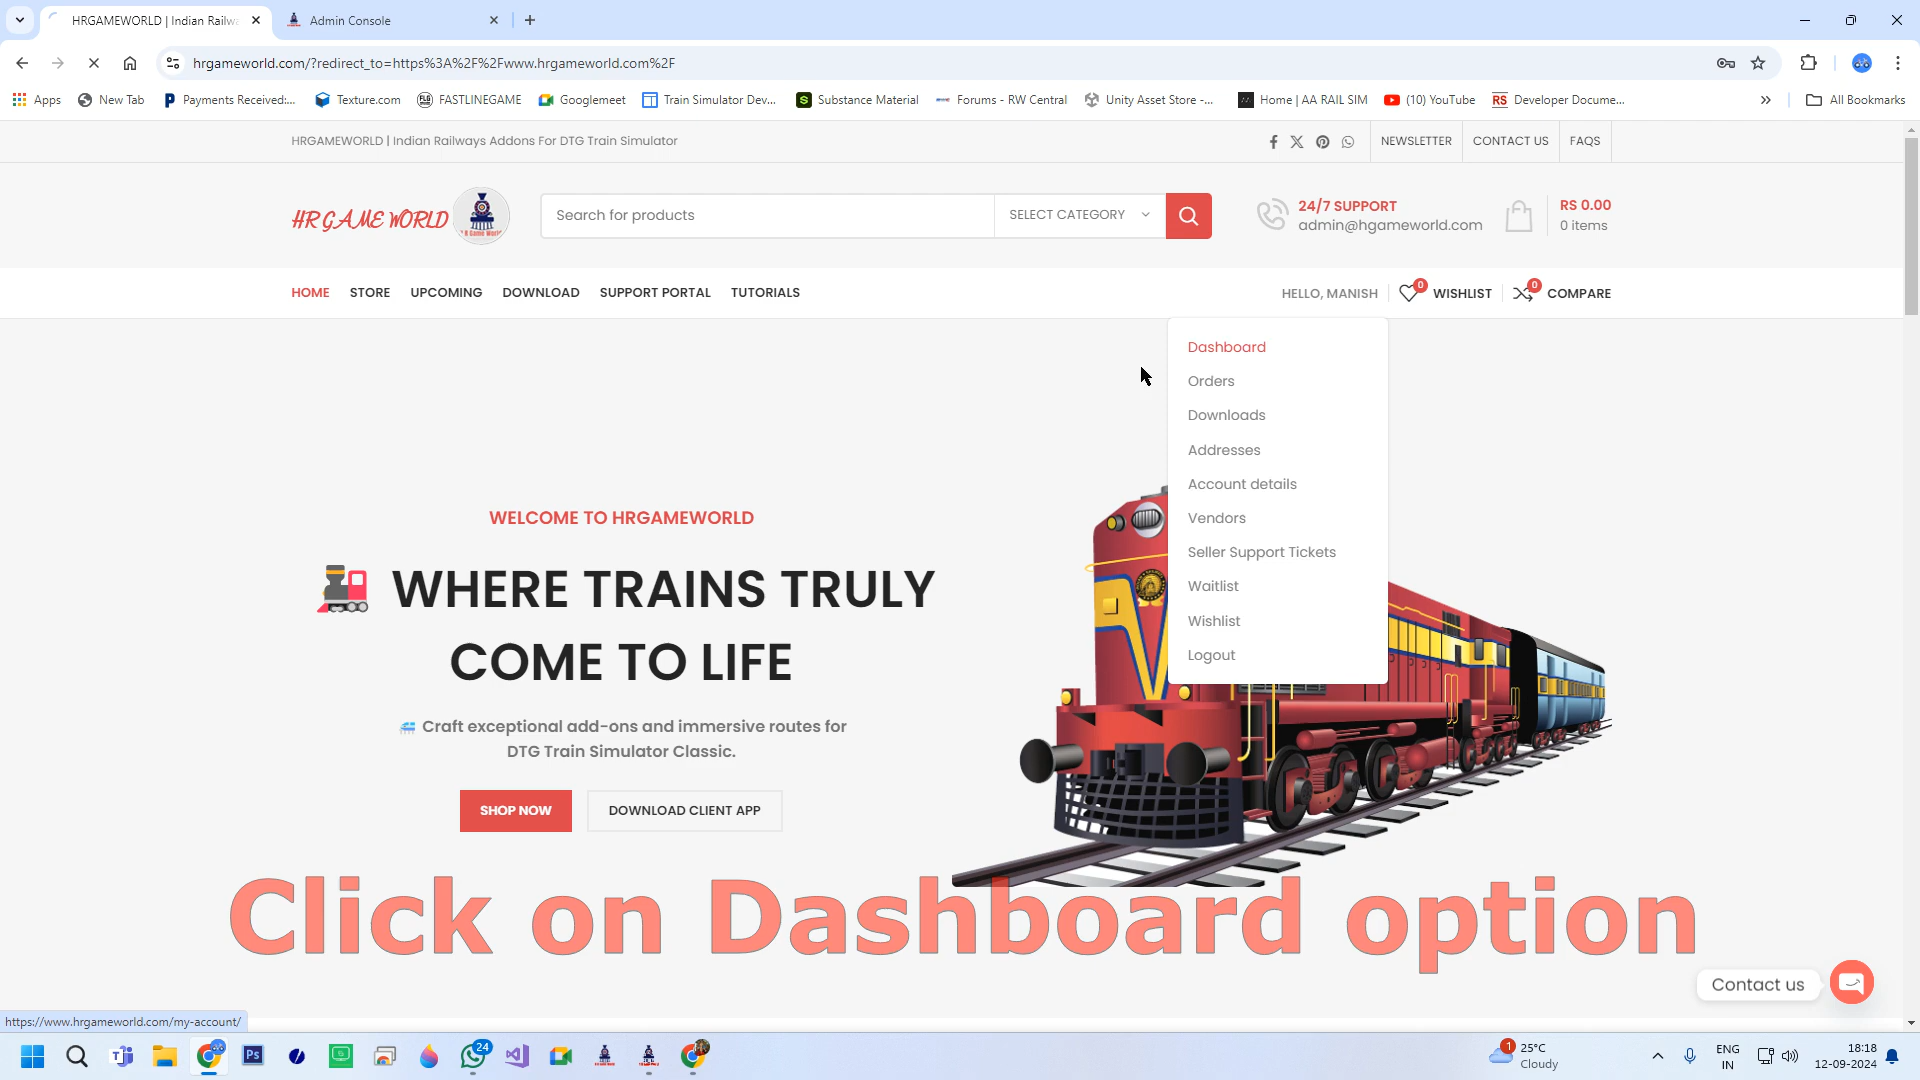 HRGAMEWORLD | Indian Railwa
Admin Console
hrgameworld.com/?redirect_to=https%3A%2F%2Fwww.hrgameworld.com%2F
Apps
New Tab
Payments Received:...
Texture.com
FASTLINEGAME
Googlemeet
Train Simulator Dev...
Substance Material
Forums - RW Central
Unity Asset Store -...
Home | AA RAIL SIM
(10) YouTube
RS Developer Docume...
All Bookmarks
HRGAMEWORLD | Indian Railways Addons For DTG Train Simulator
NEWSLETTER
CONTACT US
FAQS
HR GAME WORLD
Search for products
SELECT CATEGORY
24/7 SUPPORT
admin@hgameworld.com
RS 0.00
0 items
HOME
STORE
UPCOMING
DOWNLOAD
SUPPORT PORTAL
TUTORIALS
HELLO, MANISH
0
WISHLIST
0
COMPARE
Dashboard
Orders
Downloads
Addresses
Account details
Vendors
Seller Support Tickets
Waitlist
Wishlist
Logout
WELCOME TO HRGAMEWORLD
WHERE TRAINS TRULY
COME TO LIFE
Craft exceptional add-ons and immersive routes for
DTG Train Simulator Classic.
SHOP NOW
DOWNLOAD CLIENT APP
Click on Dashboard option
Contact us
https://www.hrgameworld.com/my-account/
Ps
24
1
25°C
Cloudy
ENG
IN
18:18
12-09-2024